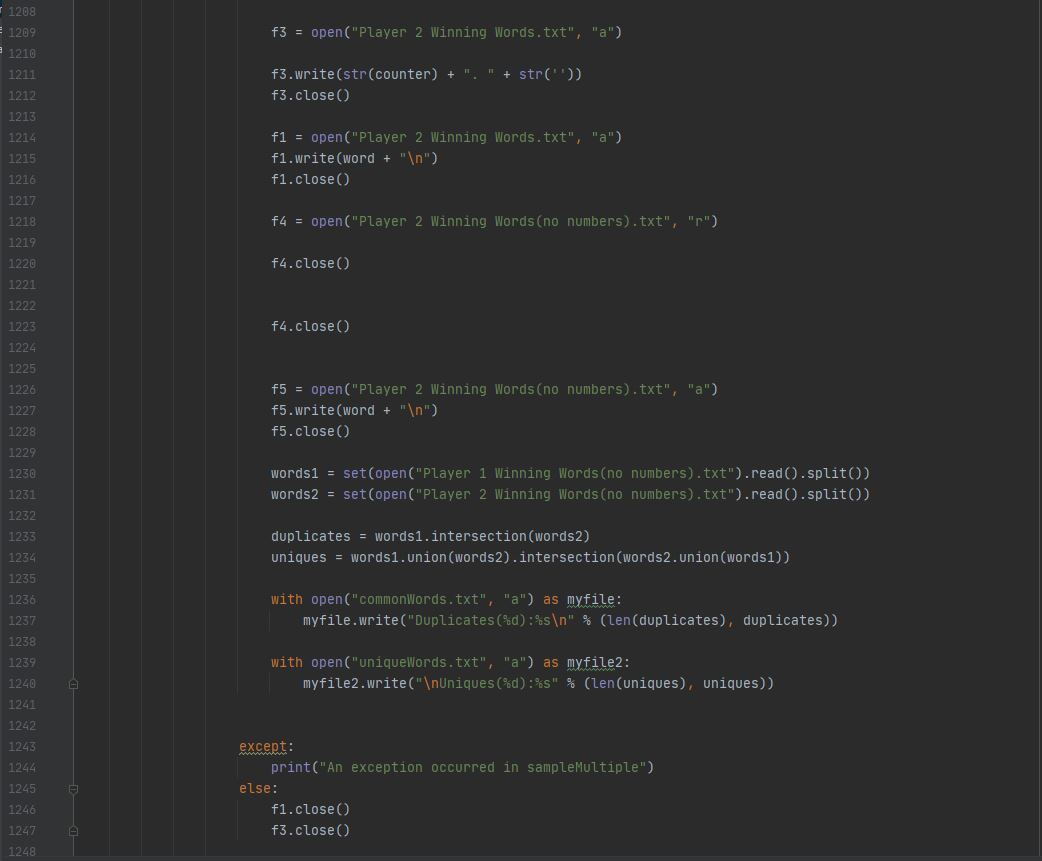 1208
1209 f3 = open("Player 2 Winning Words.txt", "a")
1210
1211 f3.write(str(counter) + ". " + str(''))
1212 f3.close()
1213
1214 f1 = open("Player 2 Winning Words.txt", "a")
1215 f1.write(word + "\n")
1216 f1.close()
1217
1218 f4 = open("Player 2 Winning Words(no numbers).txt", "r")
1219
1220 f4.close()
1221
1222
1223 f4.close()
1224
1225
1226 f5 = open("Player 2 Winning Words(no numbers).txt", "a")
1227 f5.write(word + "\n")
1228 f5.close()
1229
1230 words1 = set(open("Player 1 Winning Words(no numbers).txt").read().split())
1231 words2 = set(open("Player 2 Winning Words(no numbers).txt").read().split())
1232
1233 duplicates = words1.intersection(words2)
1234 uniques = words1.union(words2).intersection(words2.union(words1))
1235
1236 with open("commonWords.txt", "a") as myfile:
1237 myfile.write("Duplicates(%d):%s\n" % (len(duplicates), duplicates))
1238
1239 with open("uniqueWords.txt", "a") as myfile2:
1240 myfile2.write("\nUniques(%d):%s" % (len(uniques), uniques))
1241
1242
1243 except:
1244 print("An exception occurred in sampleMultiple")
1245 else:
1246 f1.close()
1247 f3.close()
1248